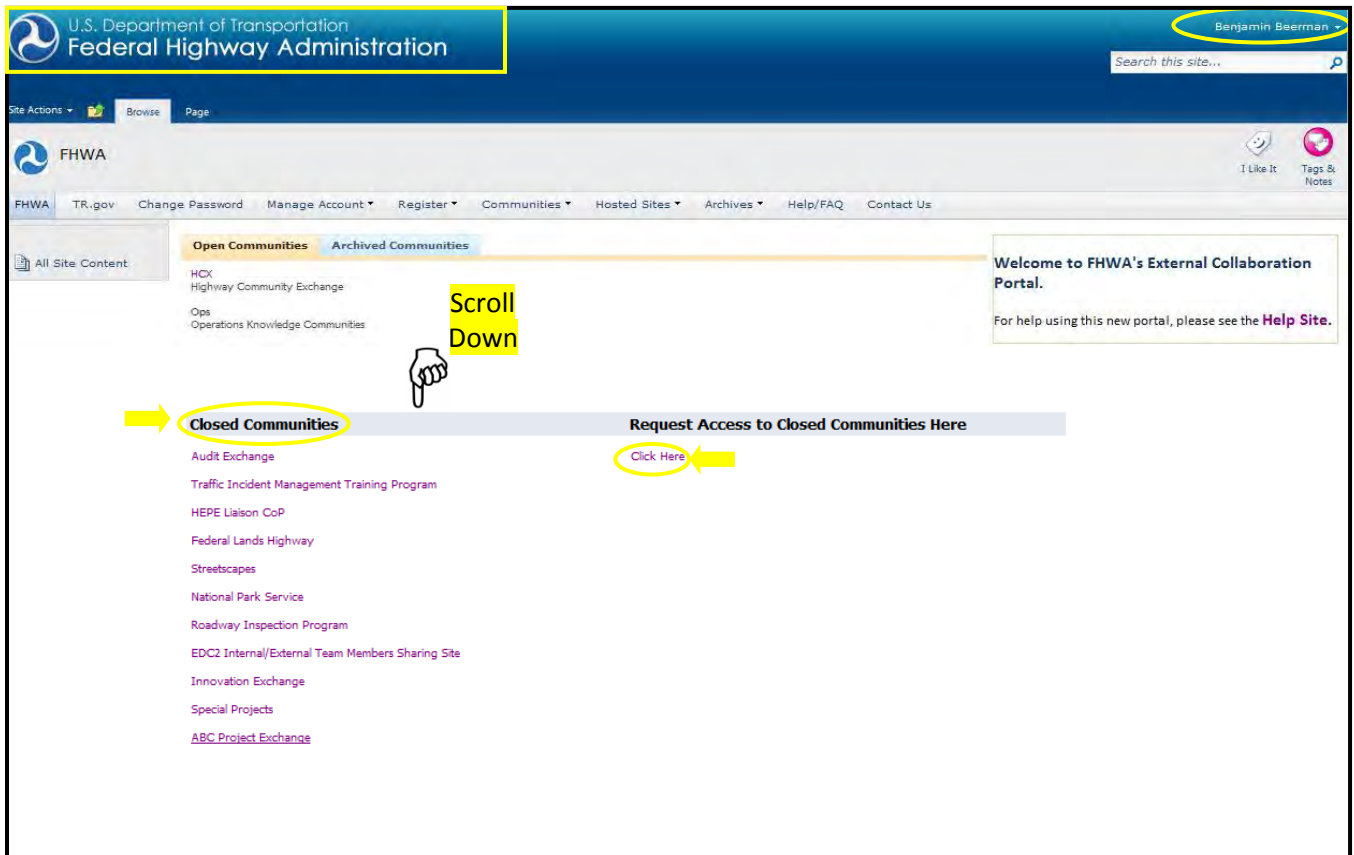 U.S. Department of Transportation
Federal Highway Administration
Benjamin Beerman
Search this site...
Site Actions
Browse
Page
FHWA
I Like It
Tags &
Notes
FHWA TR.gov Change Password Manage Account Register Communities Hosted Sites Archives Help/FAQ Contact Us
All Site Content
Open Communities Archived Communities
HCX
Highway Community Exchange
Ops
Operations Knowledge Communities
Scroll
Down
Welcome to FHWA's External Collaboration
Portal.
For help using this new portal, please see the Help Site.
Closed Communities
Request Access to Closed Communities Here
Audit Exchange
Click Here
Traffic Incident Management Training Program
HEPE Liaison CoP
Federal Lands Highway
Streetscapes
National Park Service
Roadway Inspection Program
EDC2 Internal/External Team Members Sharing Site
Innovation Exchange
Special Projects
ABC Project Exchange